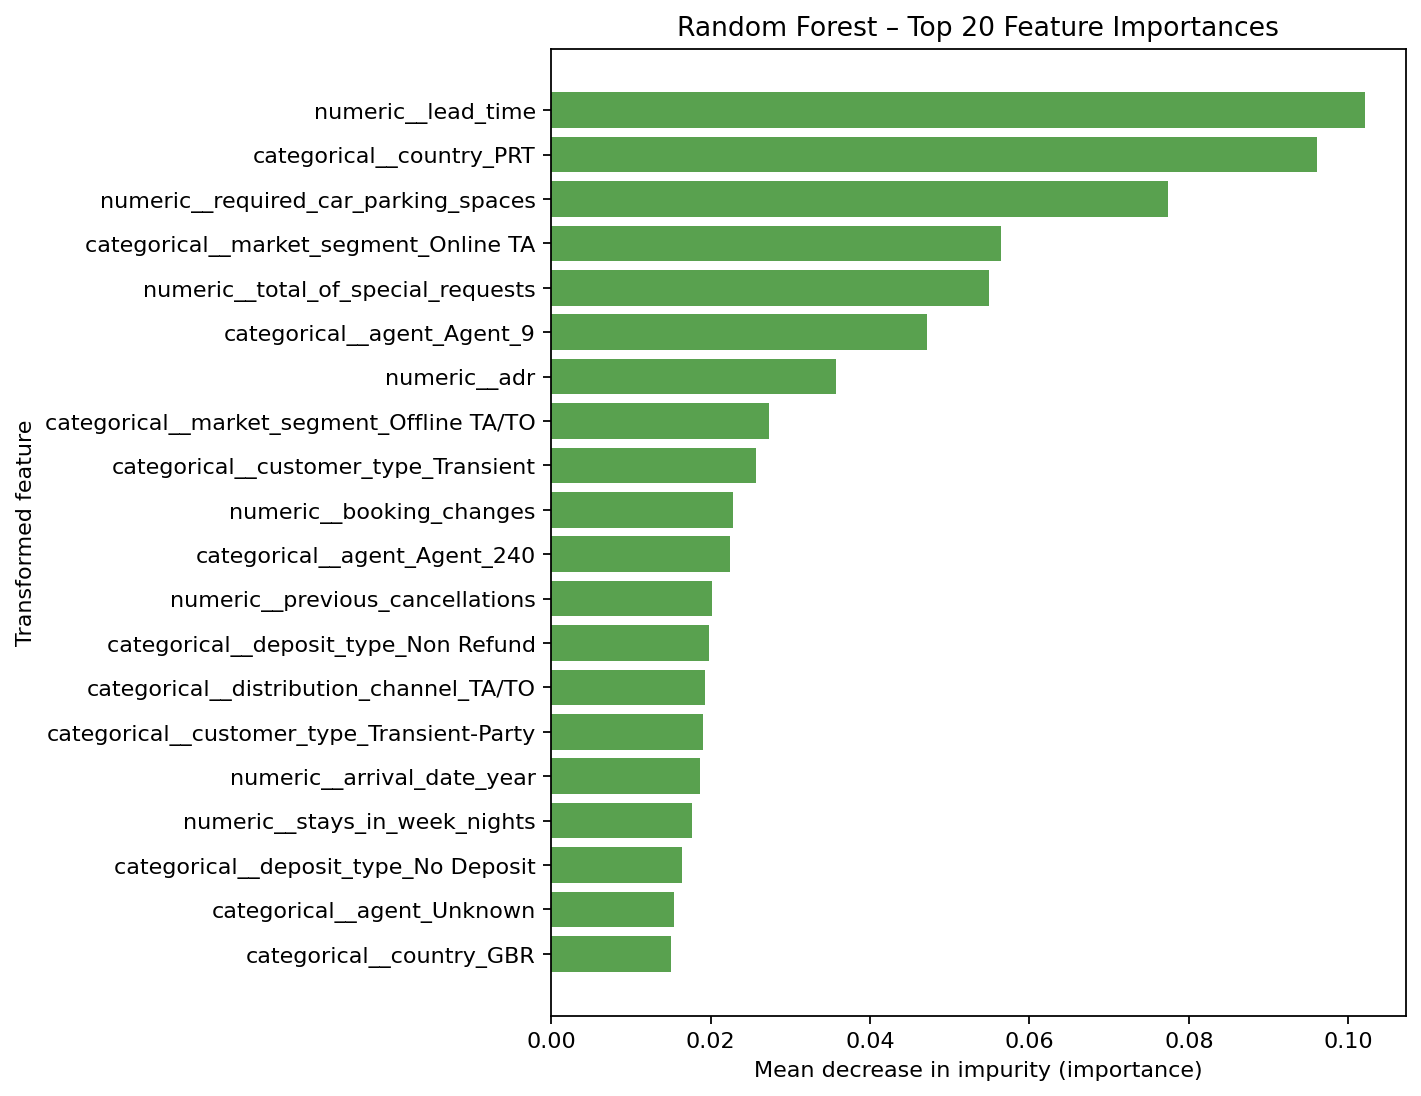 Random Forest – Top 20 Feature Importances
numeric__lead_time
categorical__country_PRT
numeric__required_car_parking_spaces
categorical__market_segment_Online TA
numeric__total_of_special_requests
categorical__agent_Agent_9
numeric__adr
categorical__market_segment_Offline TA/TO
categorical__customer_type_Transient
numeric__booking_changes
categorical__agent_Agent_240
numeric__previous_cancellations
categorical__deposit_type_Non Refund
categorical__distribution_channel_TA/TO
categorical__customer_type_Transient-Party
numeric__arrival_date_year
numeric__stays_in_week_nights
categorical__deposit_type_No Deposit
categorical__agent_Unknown
categorical__country_GBR
Transformed feature
0.00 0.02 0.04 0.06 0.08 0.10
Mean decrease in impurity (importance)